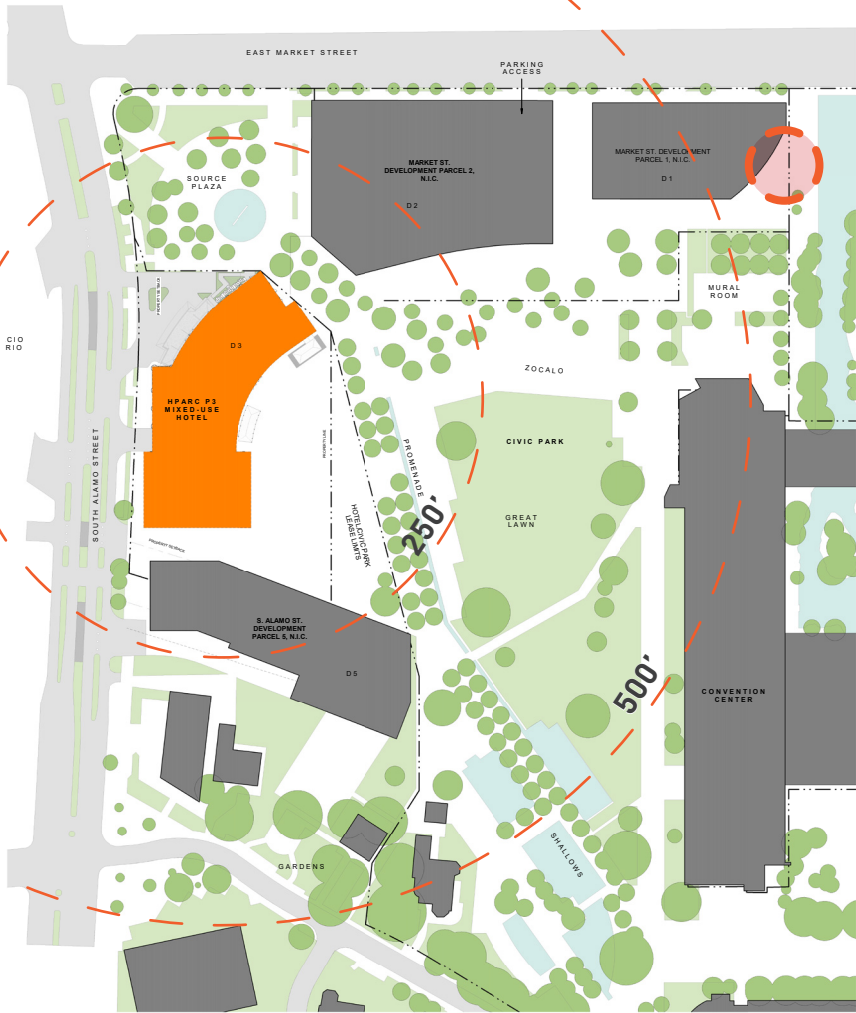 EAST MARKET STREET
PARKING
ACCESS
MARKET ST.
DEVELOPMENT PARCEL 2,
N.I.C.
D2
MARKET ST. DEVELOPMENT
PARCEL 1, N.I.C.
D1
SOURCE
PLAZA
MURAL
ROOM
CIO
RIO
D3
HPARC P3
MIXED-USE
HOTEL
PROPERTY LINE
ZOCALO
PROMENADE
CIVIC PARK
GREAT
LAWN
SOUTH ALAMO STREET
HOTEL/CIVIC PARK
LEASE LIMITS
250'
S. ALAMO ST.
DEVELOPMENT
PARCEL 5, N.I.C.
D5
500'
CONVENTION
CENTER
GARDENS
SHALLOWS